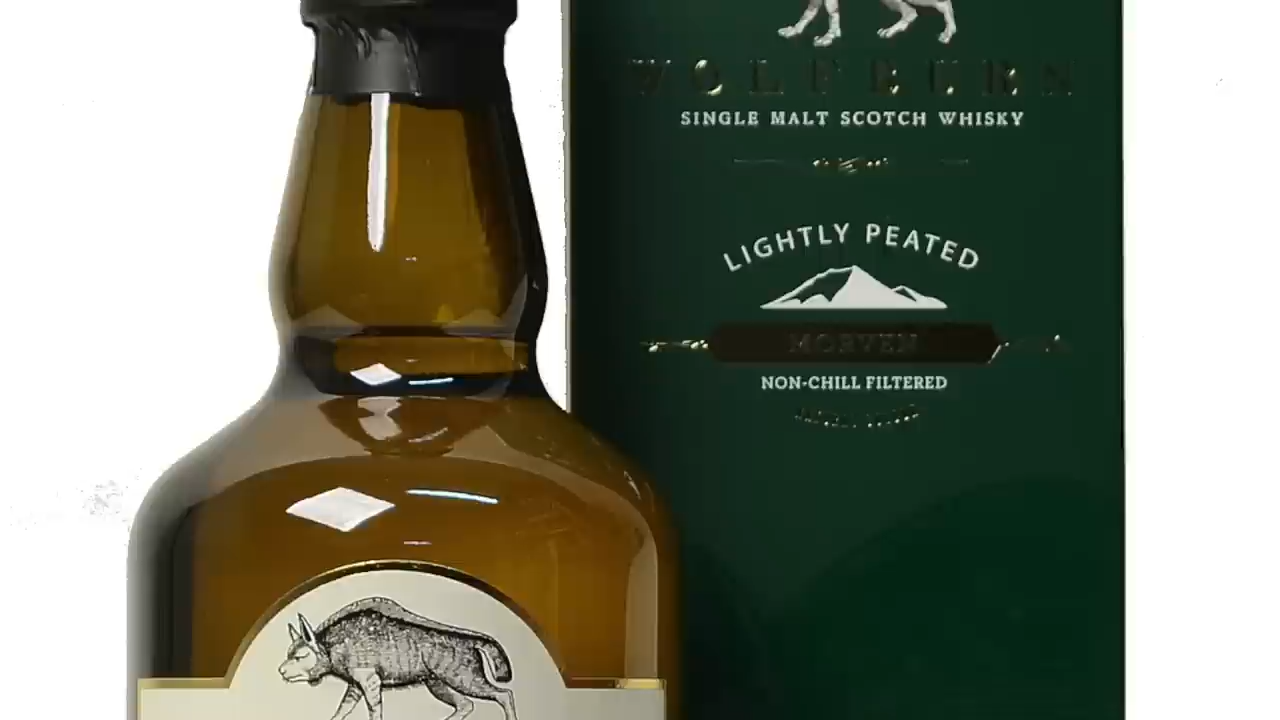 WOLFBURN
SINGLE MALT SCOTCH WHISKY
LIGHTLY PEATED
MORVEN
NON-CHILL FILTERED